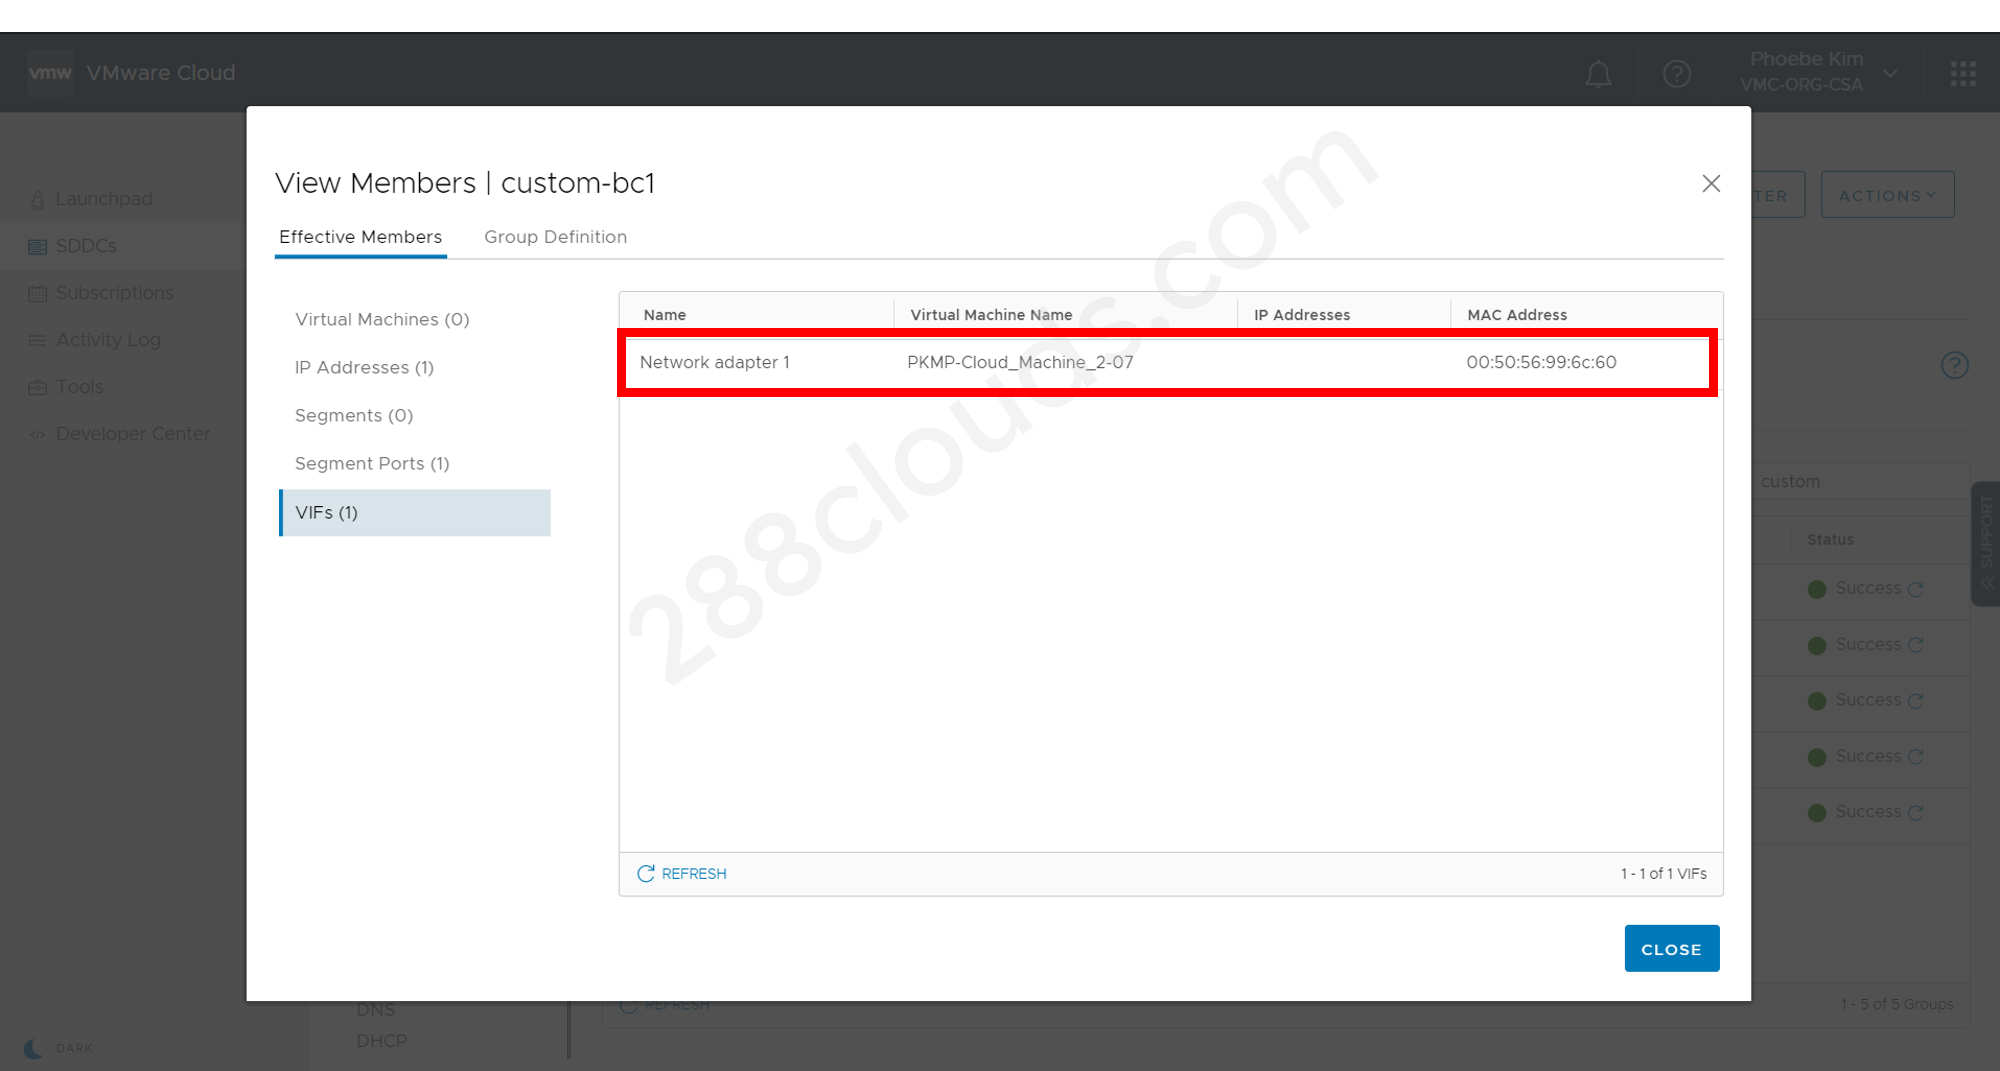 vmw VMware Cloud
Phoebe Kim
VMC-ORG-CSA
Launchpad
SDDCs
Subscriptions
Activity Log
Tools
Developer Center
TER
ACTIONS
View Members | custom-bc1
Effective Members Group Definition
Virtual Machines (0)
IP Addresses (1)
Segments (0)
Segment Ports (1)
VIFs (1)
Name Virtual Machine Name IP Addresses MAC Address
Network adapter 1 PKMP-Cloud_Machine_2-07 00:50:56:99:6c:60
288clouds.com
REFRESH 1 - 1 of 1 VIFs
CLOSE
custom
Status
Success
Success
Success
Success
Success
SUPPORT
DNS
DHCP
REFRESH
1 - 5 of 5 Groups
DARK